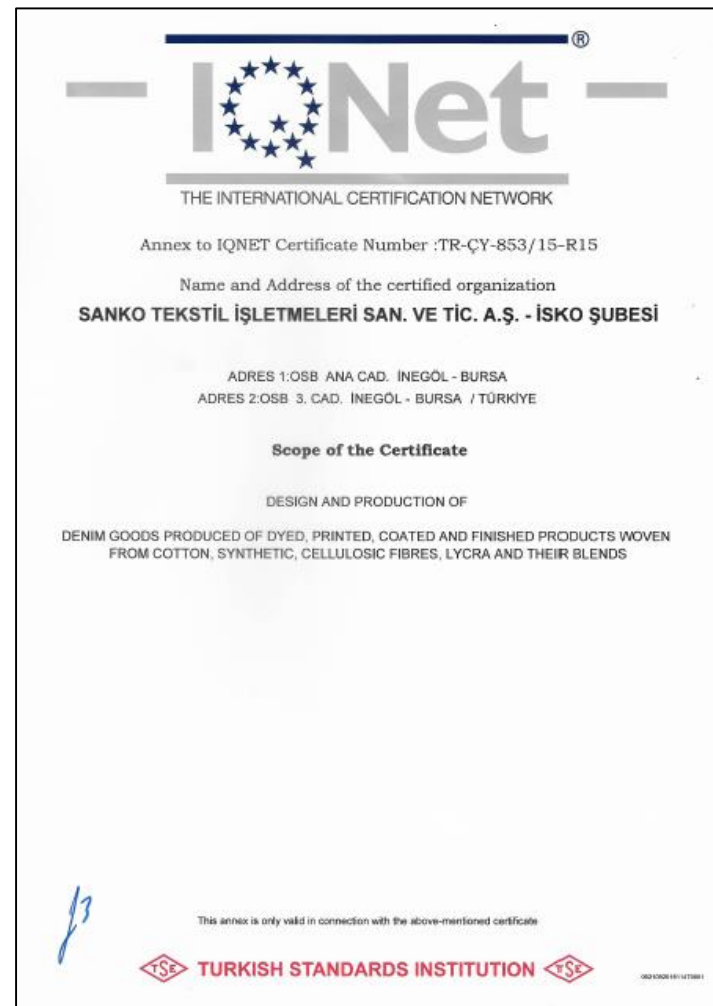 IQNet ®
THE INTERNATIONAL CERTIFICATION NETWORK
Annex to IQNET Certificate Number :TR-ÇY-853/15-R15
Name and Address of the certified organization
SANKO TEKSTİL İŞLETMELERİ SAN. VE TİC. A.Ş. - İSKO ŞUBESİ
ADRES 1:OSB ANA CAD. İNEGÖL - BURSA
ADRES 2:OSB 3. CAD. İNEGÖL - BURSA / TÜRKİYE
Scope of the Certificate
DESIGN AND PRODUCTION OF
DENIM GOODS PRODUCED OF DYED, PRINTED, COATED AND FINISHED PRODUCTS WOVEN
FROM COTTON, SYNTHETIC, CELLULOSIC FIBRES, LYCRA AND THEIR BLENDS
This annex is only valid in connection with the above-mentioned certificate
TSE TURKISH STANDARDS INSTITUTION TSE